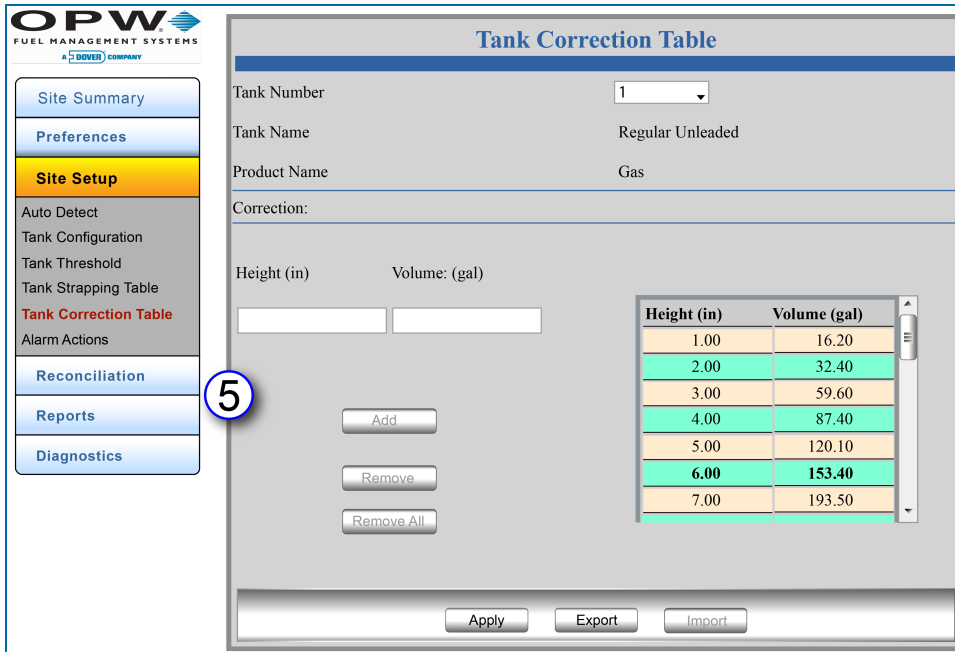 OPW
FUEL MANAGEMENT SYSTEMS
A DOVER COMPANY
Site Summary
Preferences
Site Setup
Auto Detect
Tank Configuration
Tank Threshold
Tank Strapping Table
Tank Correction Table
Alarm Actions
Reconciliation
Reports
Diagnostics
5
Tank Correction Table
Tank Number 1
Tank Name Regular Unleaded
Product Name Gas
Correction:
Height (in) Volume: (gal)
Add
Remove
Remove All
Height (in) Volume (gal)
1.00 16.20
2.00 32.40
3.00 59.60
4.00 87.40
5.00 120.10
6.00 153.40
7.00 193.50
Apply Export Import